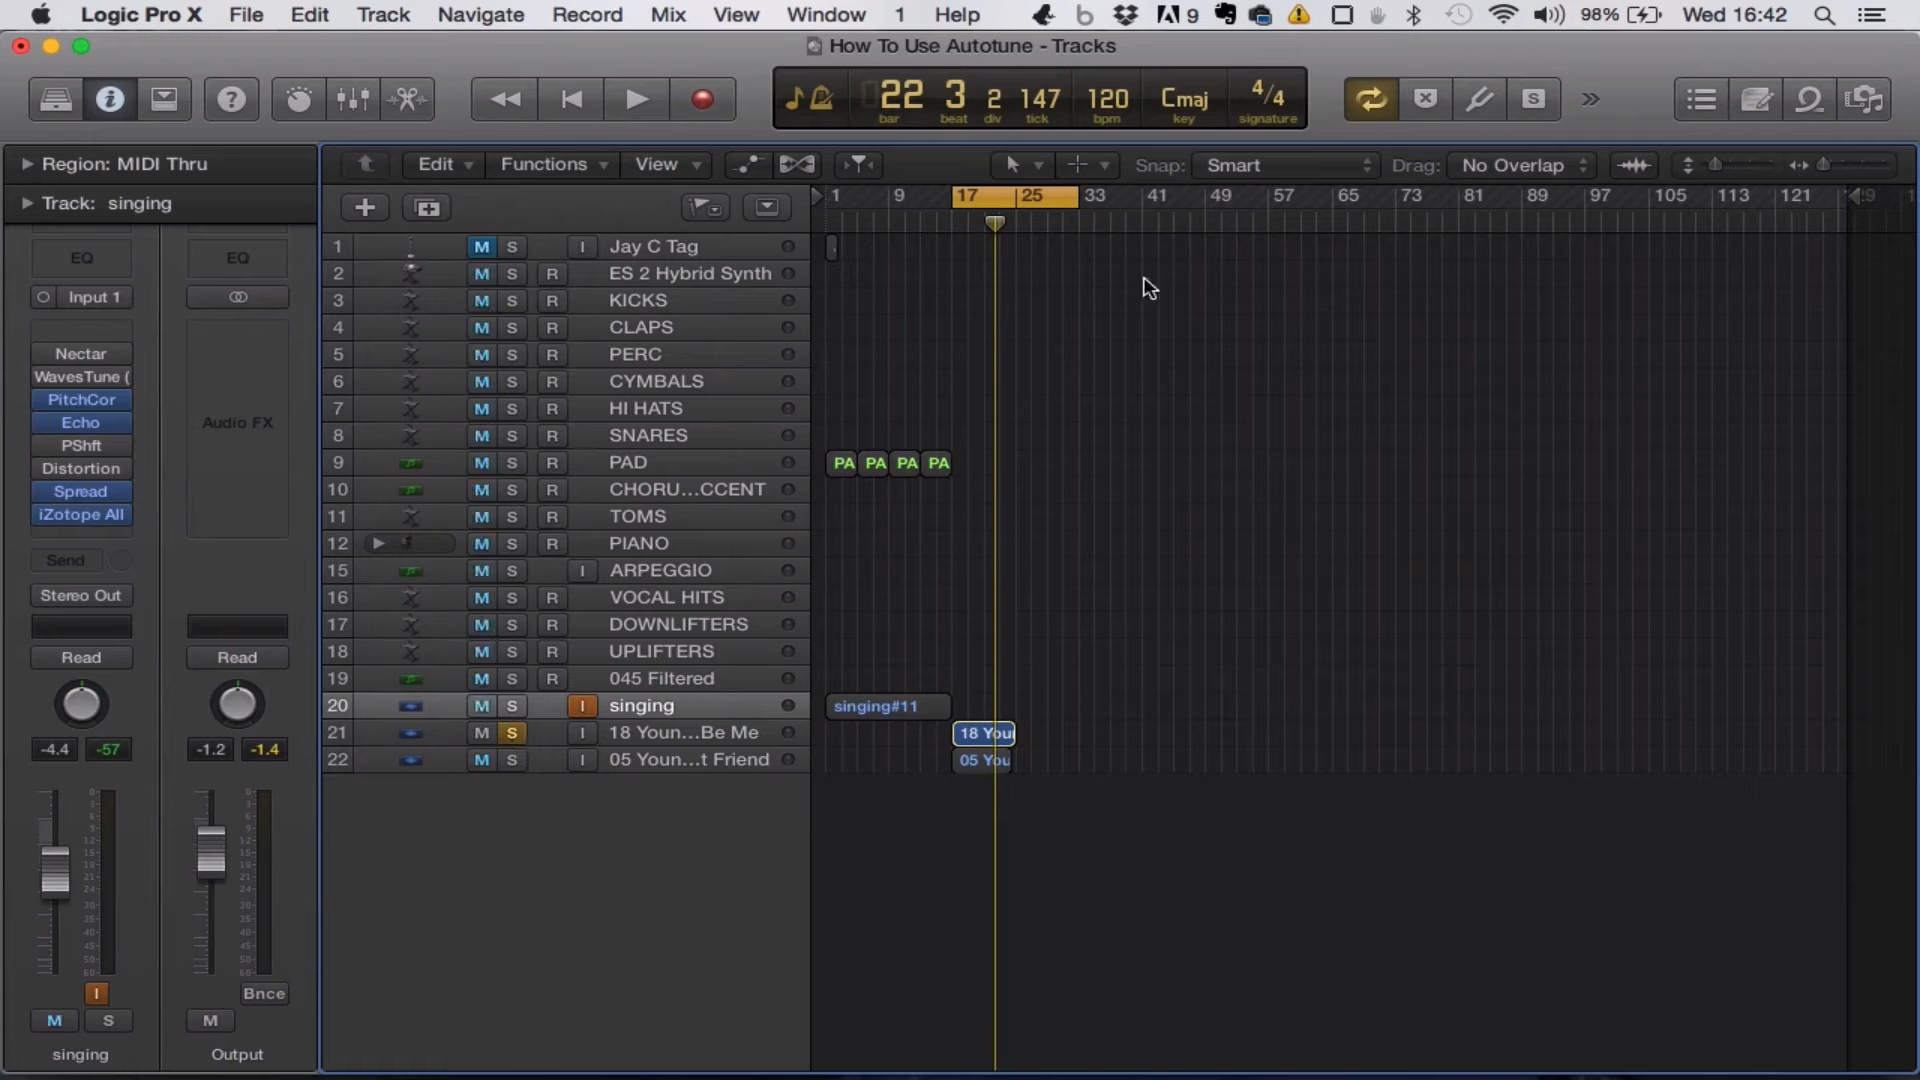 Logic Pro X File Edit Track Navigate Record Mix View Window 1 Help 9 98% Wed 16:42
How To Use Autotune - Tracks
22 3 2 147 120 Cmaj 4/4
bar beat div tick bpm key signature
S
Region: MIDI Thru
Edit Functions View Snap: Smart Drag: No Overlap
Track: singing
1 9 17 25 33 41 49 57 65 73 81 89 97 105 113 121
EQ EQ
Input 1
Nectar
WavesTune (
PitchCor
Echo
Audio FX
PShft
Distortion
Spread
iZotope All
Send
Stereo Out
Read Read
-4.4 -57 -1.2 -1.4
I Bnce
M S M
singing Output
1 M S I Jay C Tag
2 M S R ES 2 Hybrid Synth
3 M S R KICKS
4 M S R CLAPS
5 M S R PERC
6 M S R CYMBALS
7 M S R HI HATS
8 M S R SNARES
9 M S R PAD PA PA PA PA
10 M S R CHORU...CCENT
11 M S R TOMS
12 M S R PIANO
15 M S I ARPEGGIO
16 M S R VOCAL HITS
17 M S R DOWNLIFTERS
18 M S R UPLIFTERS
19 M S R 045 Filtered
20 M S I singing singing#11
21 M S I 18 Youn...Be Me 18 You
22 M S I 05 Youn...t Friend 05 You